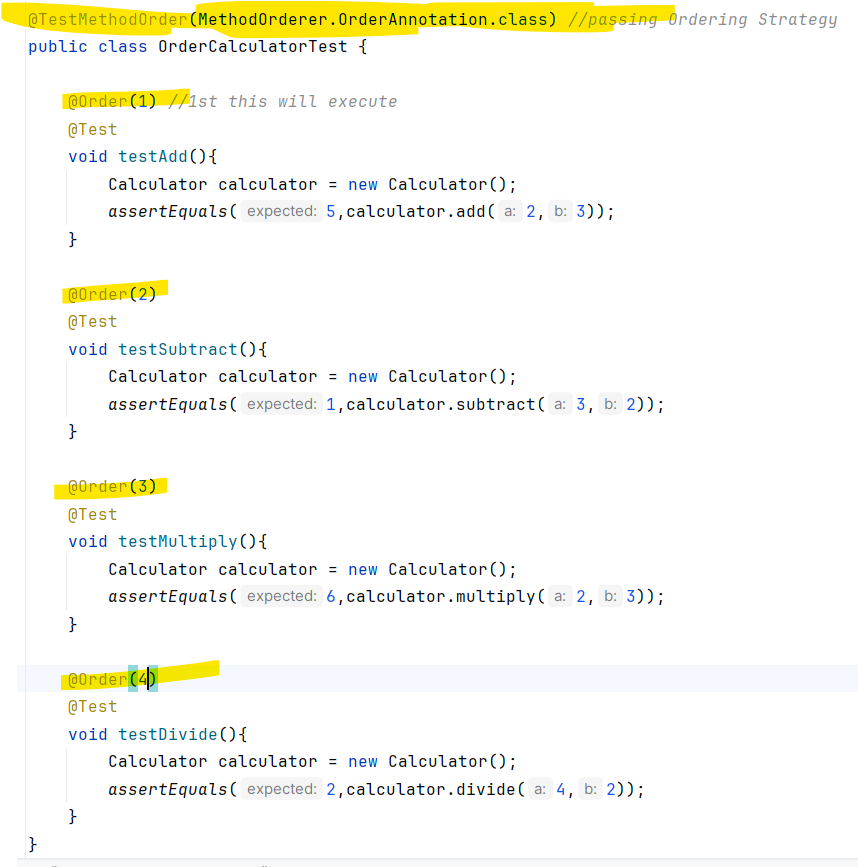 @TestMethodOrder(MethodOrderer.OrderAnnotation.class) //passing Ordering Strategy
public class OrderCalculatorTest {
@Order(1) //1st this will execute
@Test
void testAdd(){
Calculator calculator = new Calculator();
assertEquals( expected: 5,calculator.add( a: 2, b: 3));
}
@Order(2)
@Test
void testSubtract(){
Calculator calculator = new Calculator();
assertEquals( expected: 1,calculator.subtract( a: 3, b: 2));
}
@Order(3)
@Test
void testMultiply(){
Calculator calculator = new Calculator();
assertEquals( expected: 6,calculator.multiply( a: 2, b: 3));
}
@Order(4)
@Test
void testDivide(){
Calculator calculator = new Calculator();
assertEquals( expected: 2,calculator.divide( a: 4, b: 2));
}
}